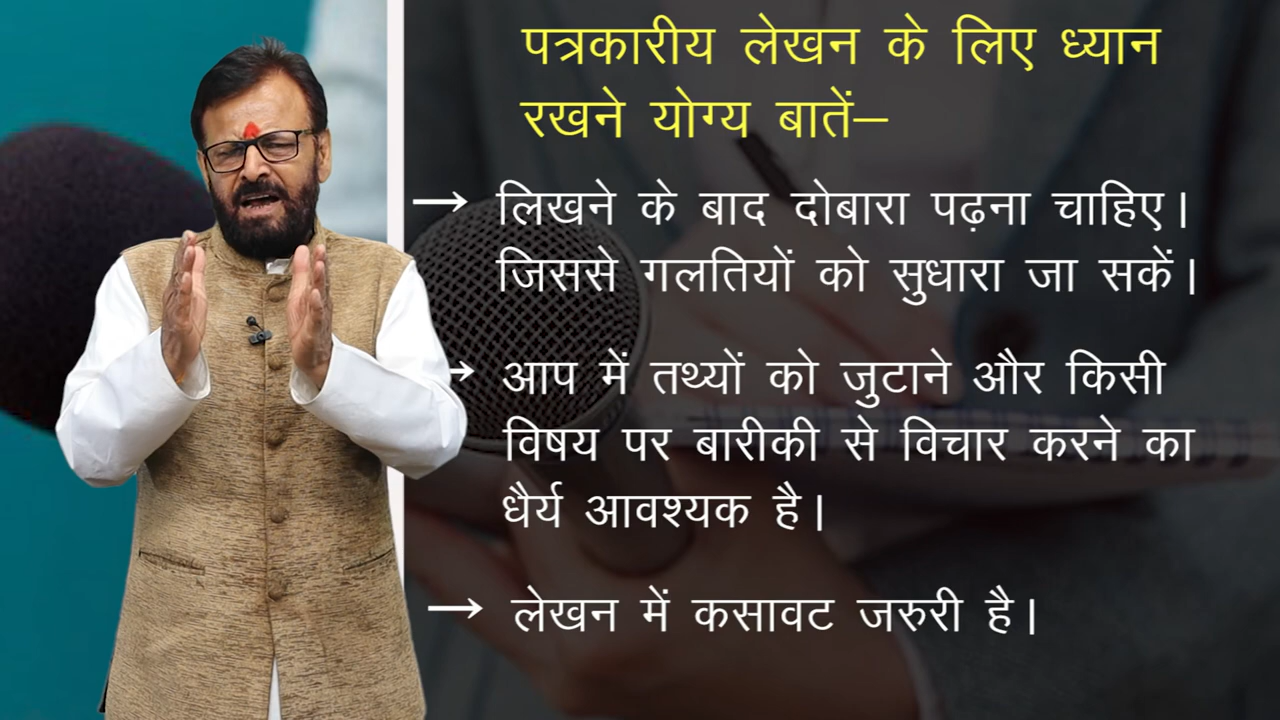 पत्रकारीय लेखन के लिए ध्यान
रखने योग्य बातें–
→ लिखने के बाद दोबारा पढ़ना चाहिए।
जिससे गलतियों को सुधारा जा सकें।
→ आप में तथ्यों को जुटाने और किसी
विषय पर बारीकी से विचार करने का
धैर्य आवश्यक है।
→ लेखन में कसावट जरुरी है।